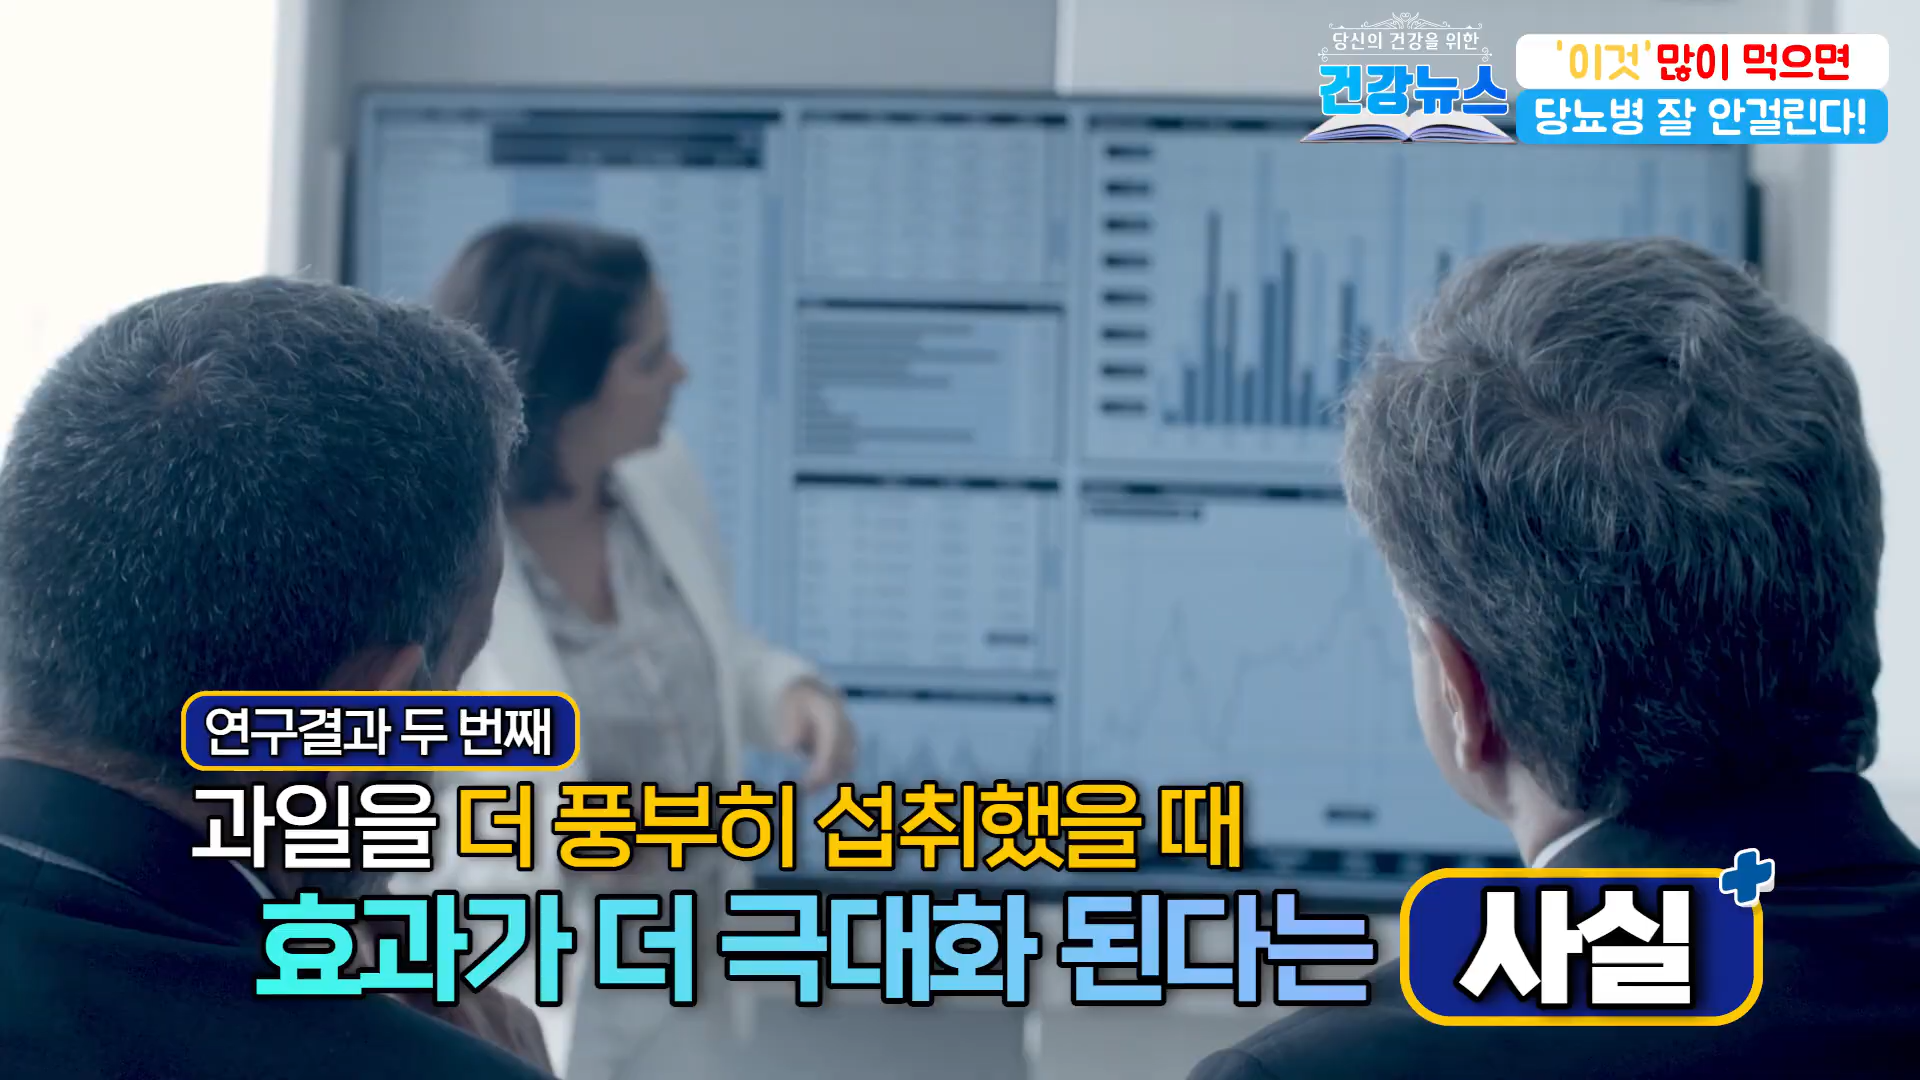 당신의 건강을 위한
건강뉴스
'이것' 많이 먹으면
당뇨병 잘 안걸린다!
연구결과 두 번째
과일을 더 풍부히 섭취했을 때
효과가 더 극대화 된다는 사실